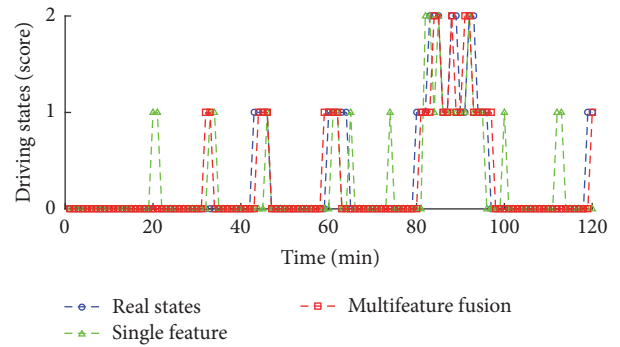 2
1
0
Driving states (score)
0 20 40 60 80 100 120
Time (min)
Real states
Multifeature fusion
Single feature